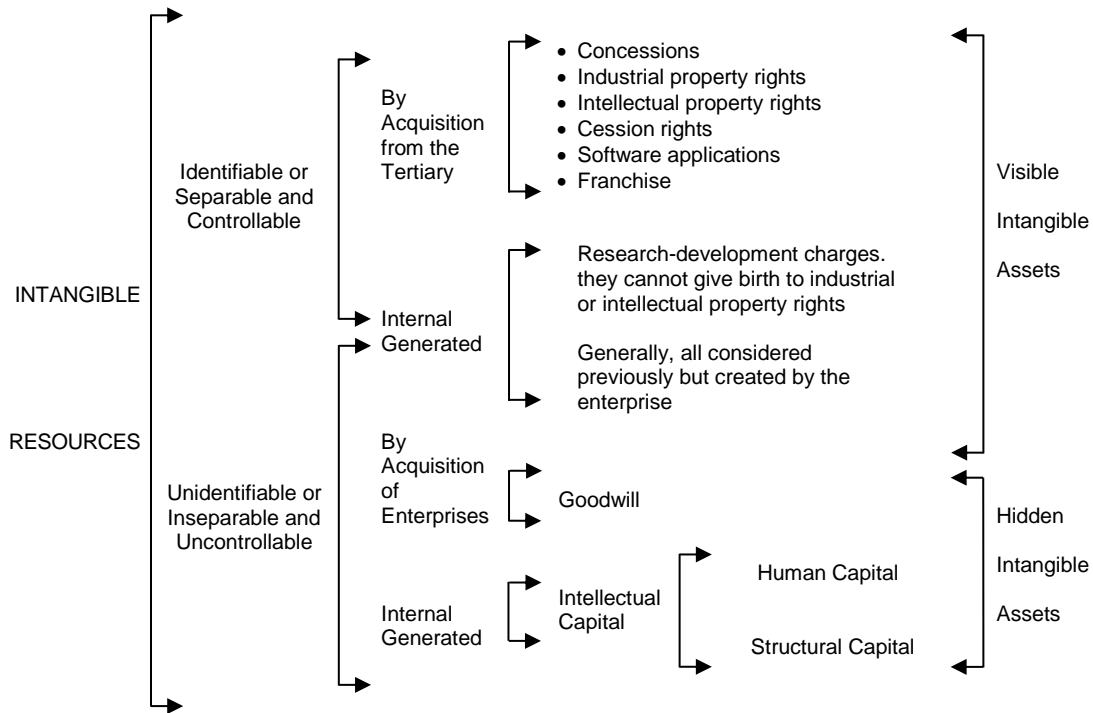 INTANGIBLE
RESOURCES
Identifiable or
Separable and
Controllable
By
Acquisition
from the
Tertiary
• Concessions
• Industrial property rights
• Intellectual property rights
• Cession rights
• Software applications
• Franchise
Internal
Generated
Research-development charges.
they cannot give birth to industrial
or intellectual property rights
Generally, all considered
previously but created by the
enterprise
Visible
Intangible
Assets
Unidentifiable or
Inseparable and
Uncontrollable
By
Acquisition
of
Enterprises
Goodwill
Internal
Generated
Intellectual
Capital
Human Capital
Structural Capital
Hidden
Intangible
Assets